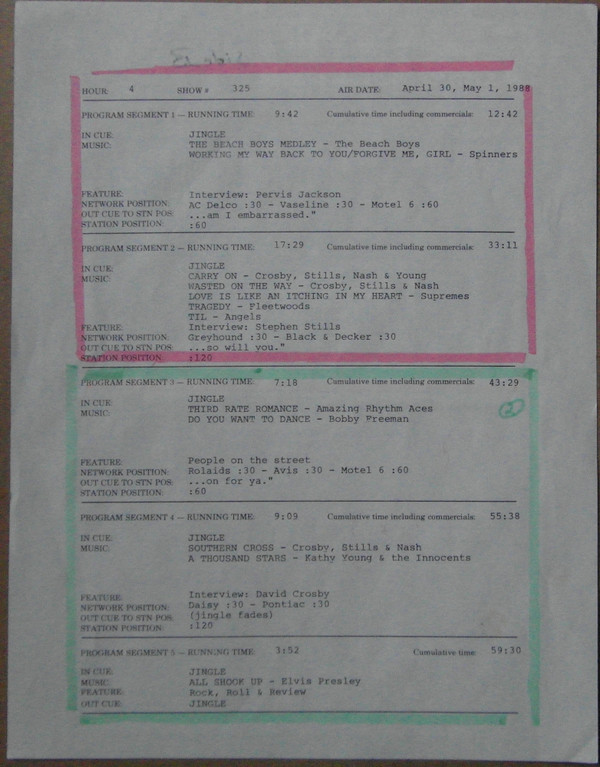 HOUR: 4 SHOW # 325 AIR DATE: April 30, May 1, 1988
PROGRAM SEGMENT 1 — RUNNING TIME: 9:42 Cumulative time including commercials: 12:42
IN CUE: JINGLE
MUSIC: THE BEACH BOYS MEDLEY - The Beach Boys
WORKING MY WAY BACK TO YOU/FORGIVE ME, GIRL - Spinners
FEATURE: Interview: Pervis Jackson
NETWORK POSITION: AC Delco :30 - Vaseline :30 - Motel 6 :60
OUT CUE TO STN POS: ...am I embarrassed."
STATION POSITION: :60
PROGRAM SEGMENT 2 — RUNNING TIME: 17:29 Cumulative time including commercials: 33:11
IN CUE: JINGLE
MUSIC: CARRY ON - Crosby, Stills, Nash & Young
WASTED ON THE WAY - Crosby, Stills & Nash
LOVE IS LIKE AN ITCHING IN MY HEART - Supremes
TRAGEDY - Fleetwoods
TIL - Angels
FEATURE: Interview: Stephen Stills
NETWORK POSITION: Greyhound :30 - Black & Decker :30
OUT CUE TO STN POS: ...so will you."
STATION POSITION: :120
PROGRAM SEGMENT 3 — RUNNING TIME: 7:18 Cumulative time including commercials: 43:29
IN CUE: JINGLE
MUSIC: THIRD RATE ROMANCE - Amazing Rhythm Aces
DO YOU WANT TO DANCE - Bobby Freeman
2
FEATURE: People on the street
NETWORK POSITION: Rolaids :30 - Avis :30 - Motel 6 :60
OUT CUE TO STN POS: ...on for ya."
STATION POSITION: :60
PROGRAM SEGMENT 4 — RUNNING TIME: 9:09 Cumulative time including commercials: 55:38
IN CUE: JINGLE
MUSIC: SOUTHERN CROSS - Crosby, Stills & Nash
A THOUSAND STARS - Kathy Young & the Innocents
FEATURE: Interview: David Crosby
NETWORK POSITION: Daisy :30 - Pontiac :30
OUT CUE TO STN POS: (jingle fades)
STATION POSITION: :120
PROGRAM SEGMENT 5 — RUNNING TIME: 3:52 Cumulative time: 59:30
IN CUE: JINGLE
MUSIC: ALL SHOOK UP - Elvis Presley
FEATURE: Rock, Roll & Review
OUT CUE: JINGLE